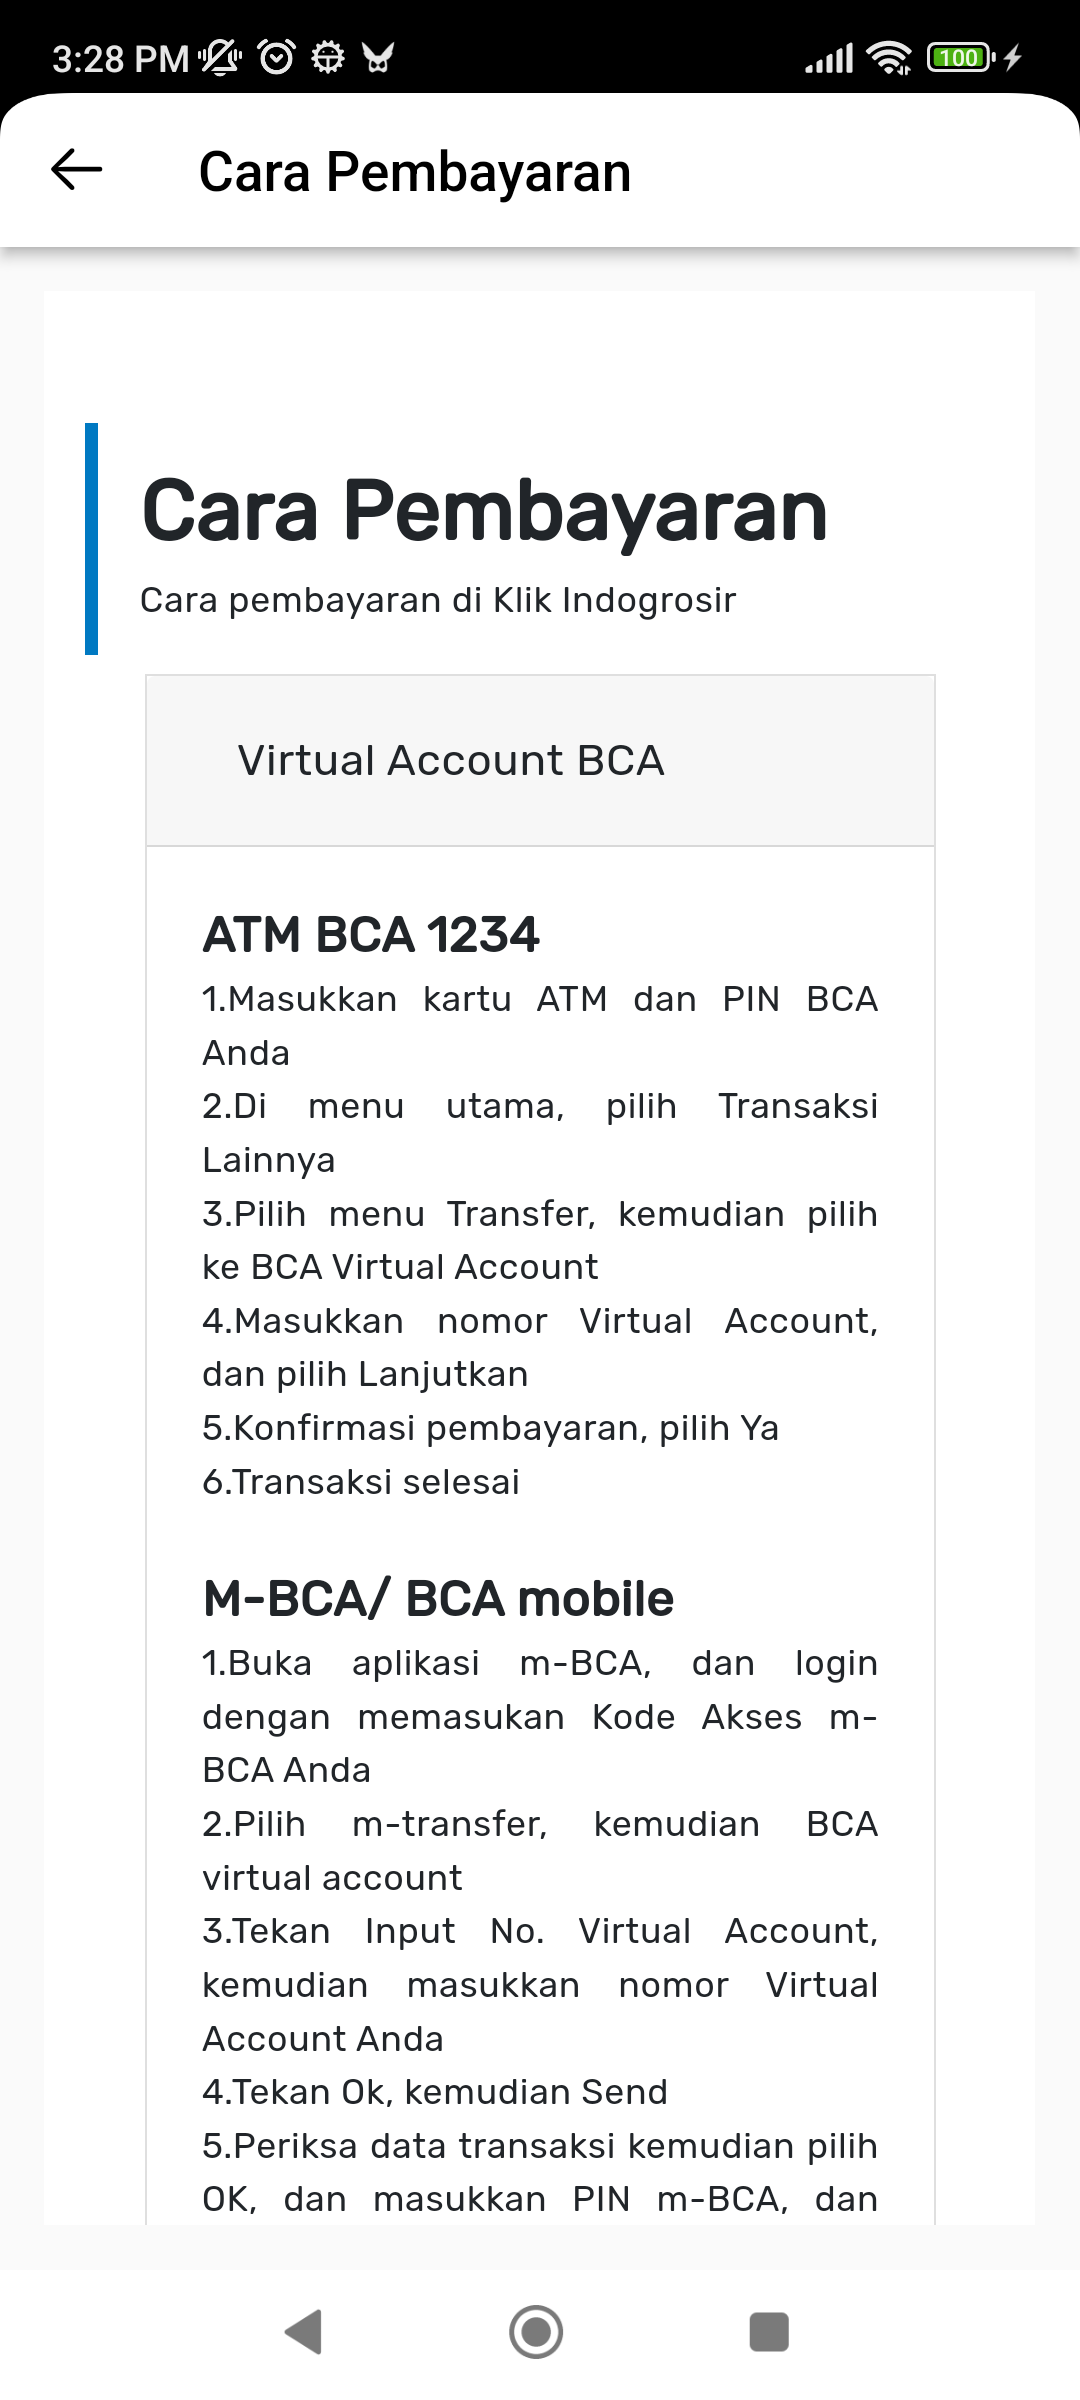 3:28 PM
100
Cara Pembayaran
Cara Pembayaran
Cara pembayaran di Klik Indogrosir
Virtual Account BCA
ATM BCA 1234
1.Masukkan kartu ATM dan PIN BCA
Anda
2.Di menu utama, pilih Transaksi
Lainnya
3.Pilih menu Transfer, kemudian pilih
ke BCA Virtual Account
4.Masukkan nomor Virtual Account,
dan pilih Lanjutkan
5.Konfirmasi pembayaran, pilih Ya
6.Transaksi selesai
M-BCA/ BCA mobile
1.Buka aplikasi m-BCA, dan login
dengan memasukan Kode Akses m-
BCA Anda
2.Pilih m-transfer, kemudian BCA
virtual account
3.Tekan Input No. Virtual Account,
kemudian masukkan nomor Virtual
Account Anda
4.Tekan Ok, kemudian Send
5.Periksa data transaksi kemudian pilih
OK, dan masukkan PIN m-BCA, dan